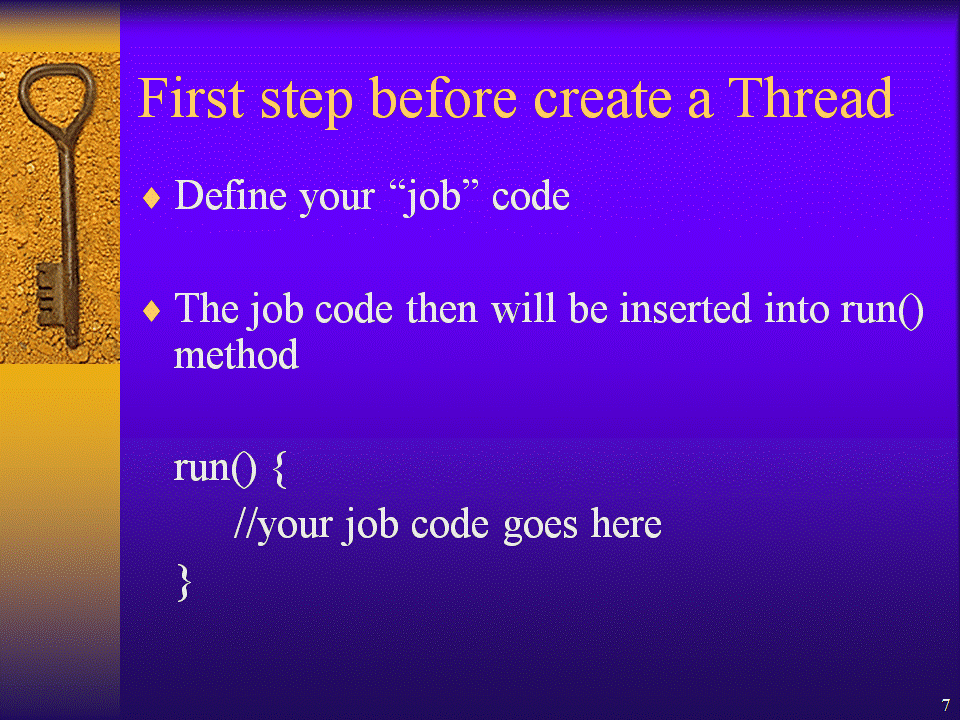 First step before create a Thread
Define your “job” code
The job code then will be inserted into run()
method
run() {
//your job code goes here
}
7